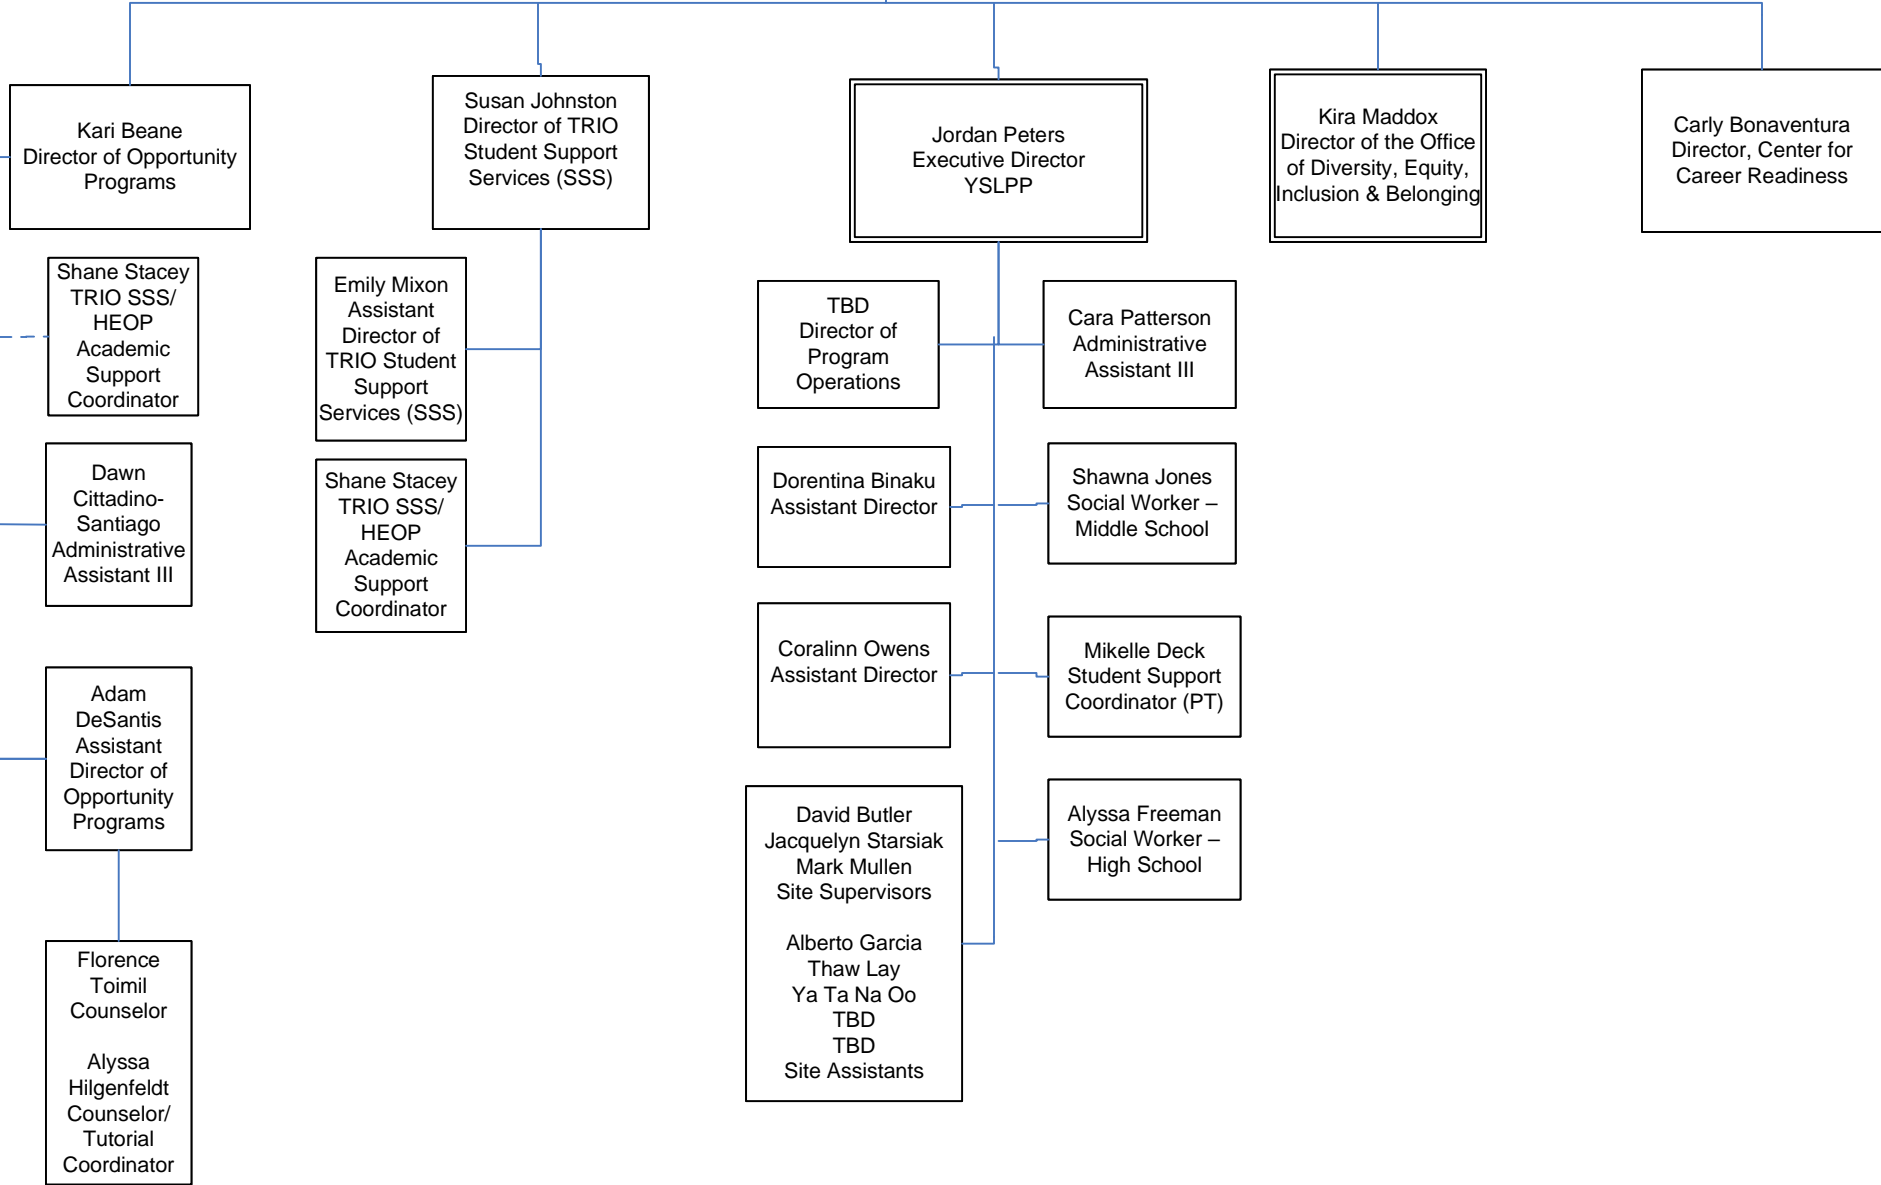 Kari Beane
Director of Opportunity
Programs
Susan Johnston
Director of TRIO
Student Support
Services (SSS)
Jordan Peters
Executive Director
YSLPP
Kira Maddox
Director of the Office
of Diversity, Equity,
Inclusion & Belonging
Carly Bonaventura
Director, Center for
Career Readiness
Shane Stacey
TRIO SSS/
HEOP
Academic
Support
Coordinator
Dawn
Cittadino-
Santiago
Administrative
Assistant III
Adam
DeSantis
Assistant
Director of
Opportunity
Programs
Florence
Toimil
Counselor
Alyssa
Hilgenfeldt
Counselor/
Tutorial
Coordinator
Emily Mixon
Assistant
Director of
TRIO Student
Support
Services (SSS)
Shane Stacey
TRIO SSS/
HEOP
Academic
Support
Coordinator
TBD
Director of
Program
Operations
Cara Patterson
Administrative
Assistant III
Dorentina Binaku
Assistant Director
Shawna Jones
Social Worker –
Middle School
Coralinn Owens
Assistant Director
Mikelle Deck
Student Support
Coordinator (PT)
David Butler
Jacquelyn Starsiak
Mark Mullen
Site Supervisors
Alberto Garcia
Thaw Lay
Ya Ta Na Oo
TBD
TBD
Site Assistants
Alyssa Freeman
Social Worker –
High School